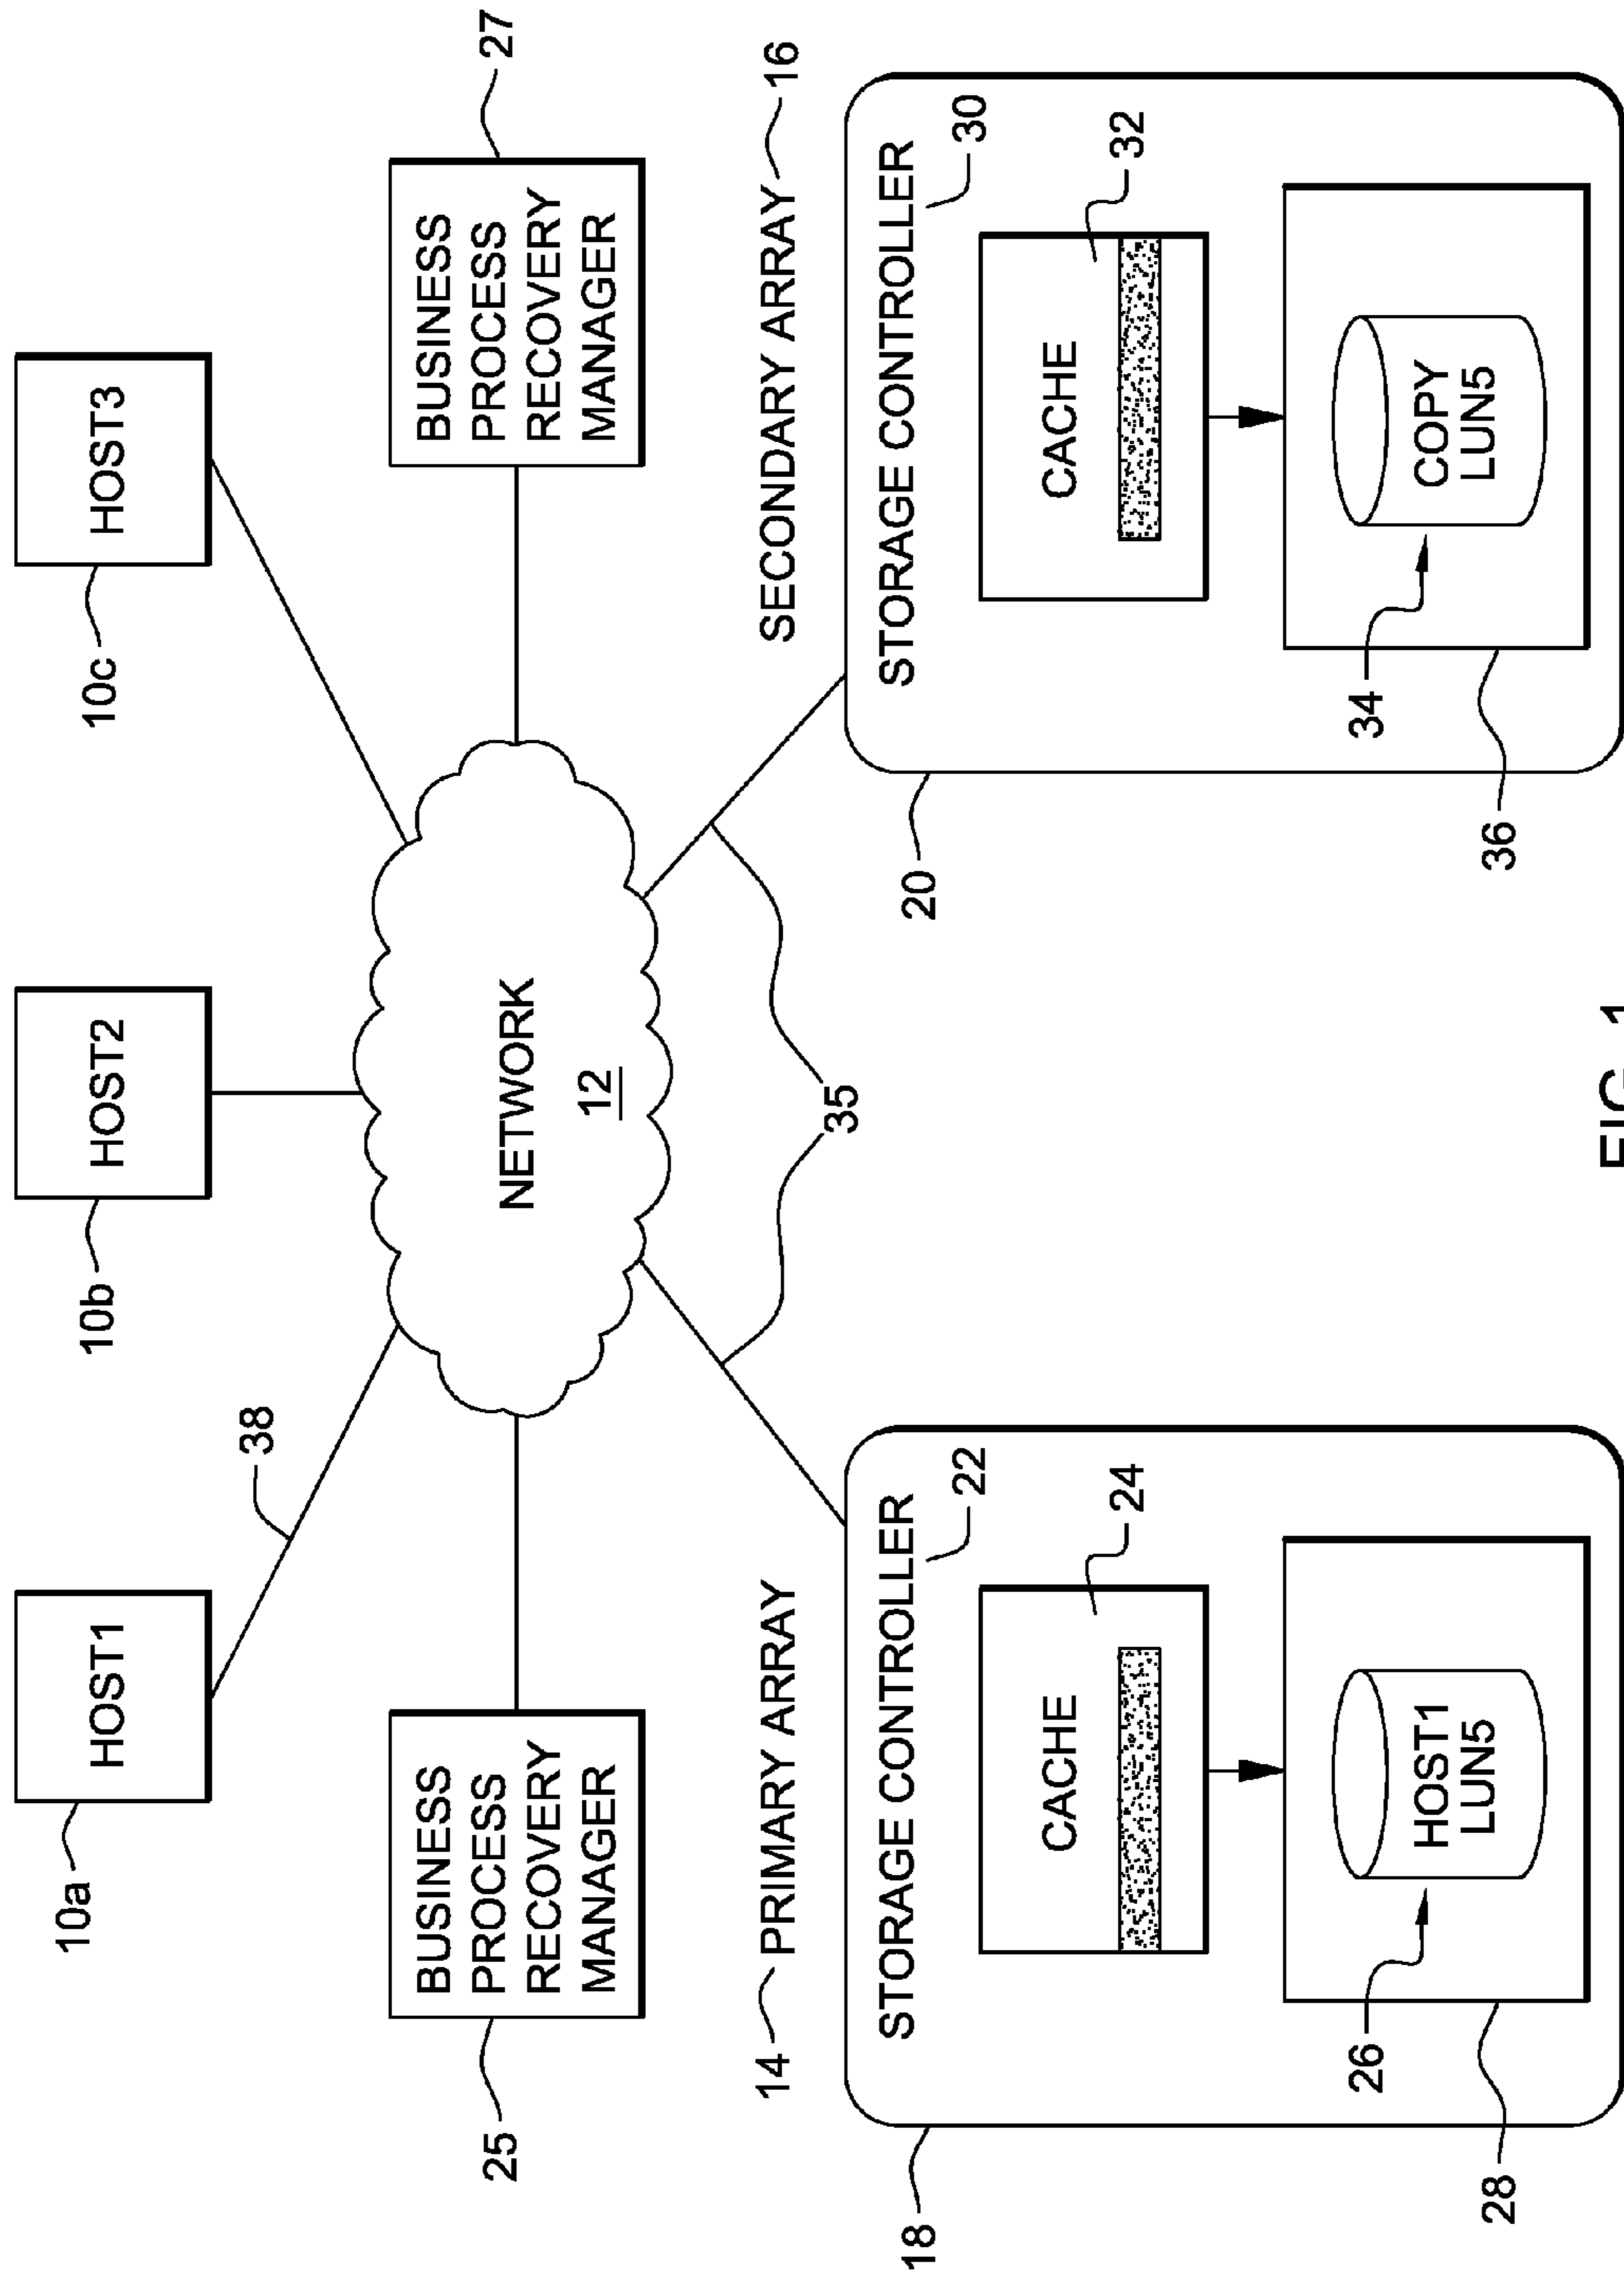 10a
HOST1
10b
HOST2
10c
HOST3
38
25
BUSINESS
PROCESS
RECOVERY
MANAGER
NETWORK
12
BUSINESS
PROCESS
RECOVERY
MANAGER
27
14
PRIMARY ARRAY
35
SECONDARY ARRAY
16
18
STORAGE CONTROLLER
22
CACHE
24
26
HOST1
LUN5
28
20
STORAGE CONTROLLER
30
CACHE
32
34
COPY
LUN5
36
FIG. 1